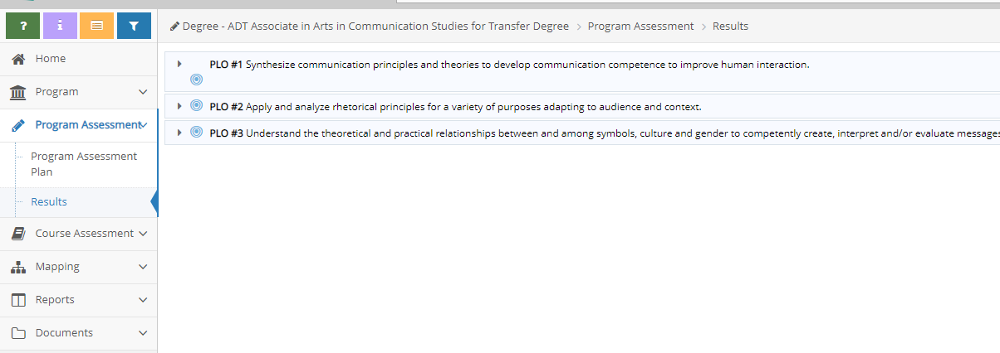 ? i
Degree - ADT Associate in Arts in Communication Studies for Transfer Degree > Program Assessment > Results
Home
Program
Program Assessment
Program Assessment
Plan
Results
Course Assessment
Mapping
Reports
Documents
PLO #1 Synthesize communication principles and theories to develop communication competence to improve human interaction.
PLO #2 Apply and analyze rhetorical principles for a variety of purposes adapting to audience and context.
PLO #3 Understand the theoretical and practical relationships between and among symbols, culture and gender to competently create, interpret and/or evaluate messages